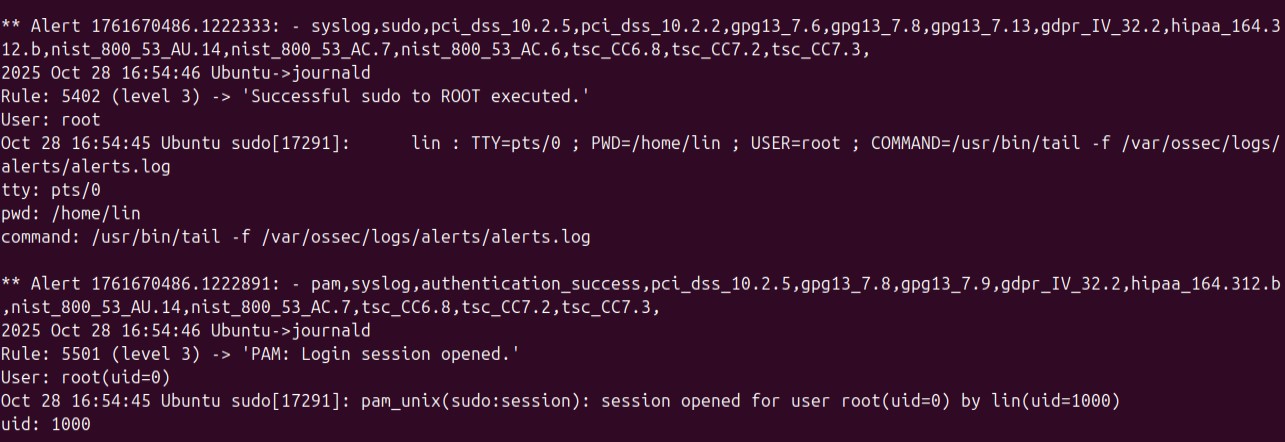 ** Alert 1761670486.1222333: - syslog,sudo,pci_dss_10.2.5,pci_dss_10.2.2,gpg13_7.6,gpg13_7.8,gpg13_7.13,gdpr_IV_32.2,hipaa_164.3
12.b,nist_800_53_AU.14,nist_800_53_AC.7,nist_800_53_AC.6,tsc_CC6.8,tsc_CC7.2,tsc_CC7.3,
2025 Oct 28 16:54:46 Ubuntu->journald
Rule: 5402 (level 3) -> 'Successful sudo to ROOT executed.'
User: root
Oct 28 16:54:45 Ubuntu sudo[17291]:      lin : TTY=pts/0 ; PWD=/home/lin ; USER=root ; COMMAND=/usr/bin/tail -f /var/ossec/logs/
alerts/alerts.log
tty: pts/0
pwd: /home/lin
command: /usr/bin/tail -f /var/ossec/logs/alerts/alerts.log

** Alert 1761670486.1222891: - pam,syslog,authentication_success,pci_dss_10.2.5,gpg13_7.8,gpg13_7.9,gdpr_IV_32.2,hipaa_164.312.b
,nist_800_53_AU.14,nist_800_53_AC.7,tsc_CC6.8,tsc_CC7.2,tsc_CC7.3,
2025 Oct 28 16:54:46 Ubuntu->journald
Rule: 5501 (level 3) -> 'PAM: Login session opened.'
User: root(uid=0)
Oct 28 16:54:45 Ubuntu sudo[17291]: pam_unix(sudo:session): session opened for user root(uid=0) by lin(uid=1000)
uid: 1000